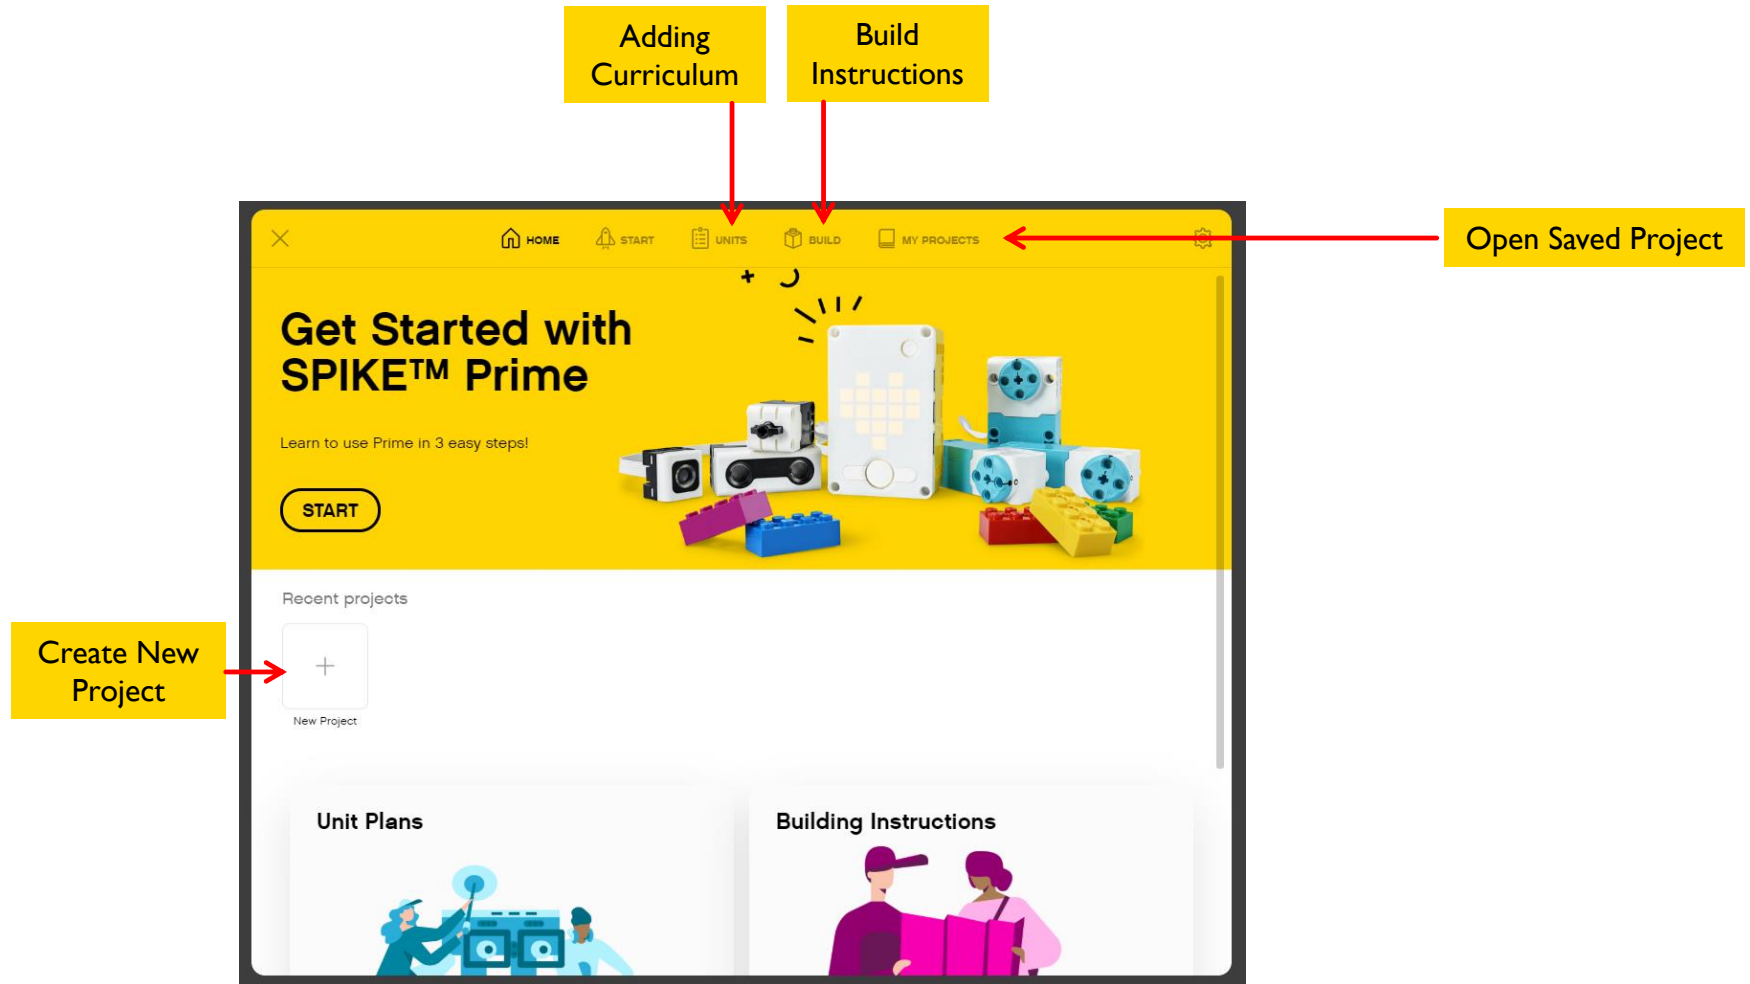 Adding
Curriculum
Build
Instructions
HOME
START
UNITS
BUILD
MY PROJECTS
Open Saved Project
Get Started with
SPIKE™ Prime
Learn to use Prime in 3 easy steps!
START
Recent projects
Create New
Project
New Project
Unit Plans
Building Instructions